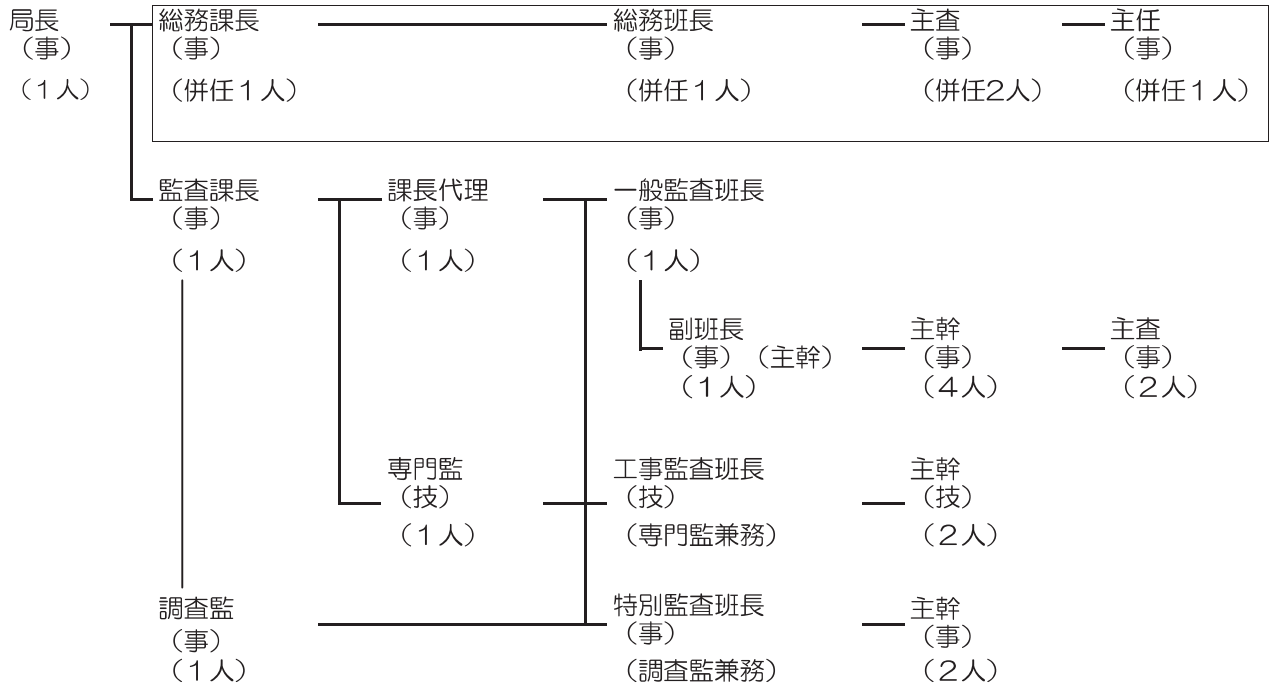 局長 総務課長 総務班長 主査 主任
（事） （事） （事） （事） （事）
（１人） （併任１人） （併任１人） （併任2人） （併任１人）
監査課長 課長代理 一般監査班長
（事） （事） （事）
（１人） （１人） （１人）
副班長 主幹 主査
（事）（主幹） （事） （事）
（１人） （４人） （２人）
専門監 工事監査班長 主幹
（技） （技） （技）
（１人） （専門監兼務） （２人）
調査監 特別監査班長 主幹
（事） （事） （事）
（１人） （調査監兼務） （２人）